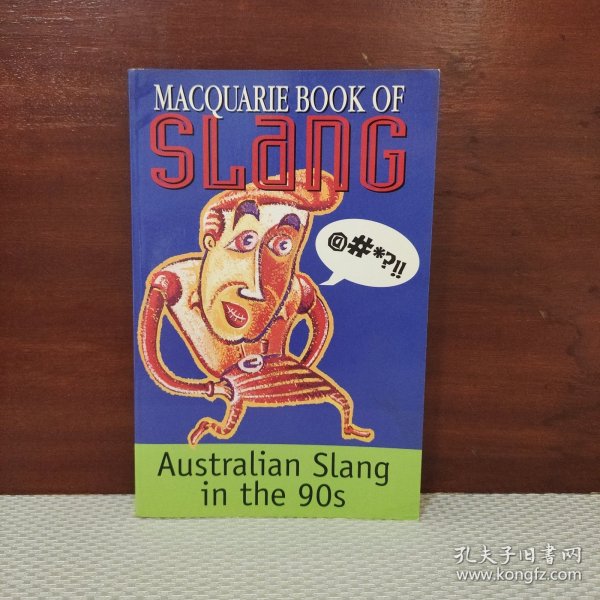 MACQUARIE BOOK OF
SLANG
@#*?!!
Australian Slang
in the 90s
孔夫子旧书网
www.kongfz.com